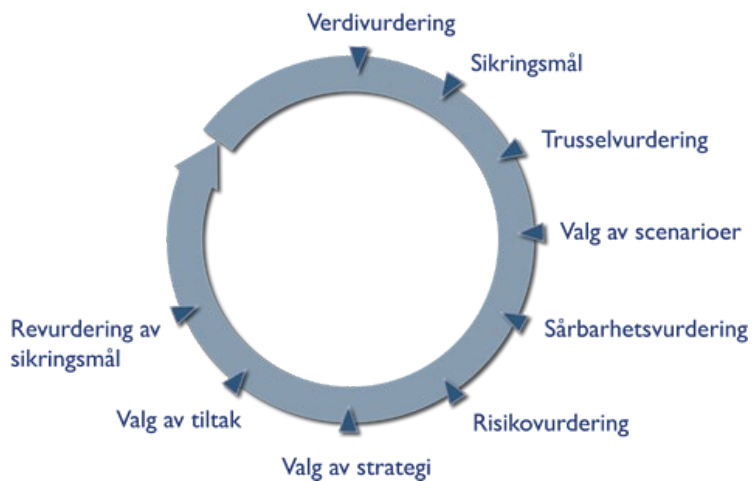 Verdivurdering
Sikringsmål
Trusselvurdering
Valg av scenarioer
Sårbarhetsvurdering
Risikovurdering
Valg av strategi
Valg av tiltak
Revurdering av
sikringsmål